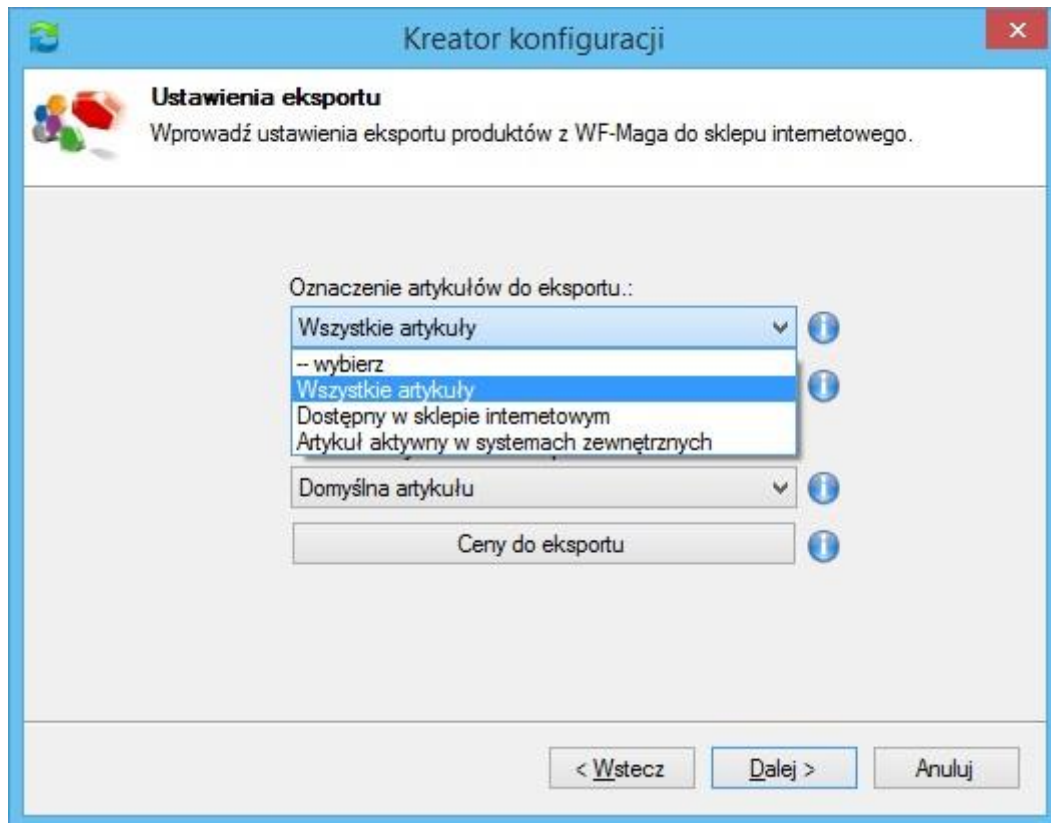 Kreator konfiguracji
Ustawienia eksportu
Wprowadź ustawienia eksportu produktów z WF-Maga do sklepu internetowego.
Oznaczenie artykułów do eksportu.:
Wszystkie artykuły
-- wybierz
Wszystkie artykuły
Dostępny w sklepie internetowym
Artykuł aktywny w systemach zewnętrznych
Domyślna artykułu
Ceny do eksportu
< Wstecz
Dalej >
Anuluj